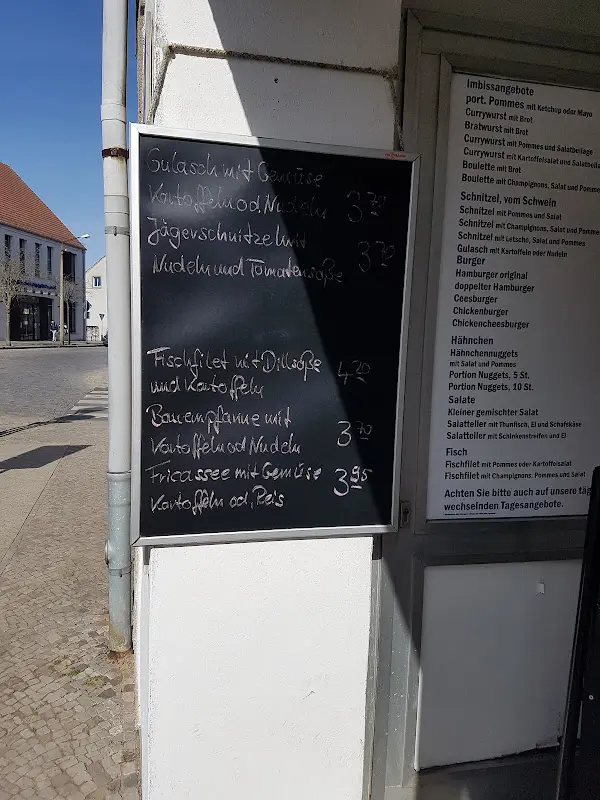 Gulasch mit Gemüse
Kartoffeln od Nudeln 3 70
Jägerschnitzel mit
Nudeln und Tomatensoße 3 70
Fischfilet mit Dillsoße
und Kartoffeln 4 20
Bauernpfanne mit
Kartoffeln od Nudeln 3 70
Fricassee mit Gemüse 3 95
Kartoffeln od. Reis
Imbissangebote
port. Pommes mit Ketchup oder Mayo
Currywurst mit Brot
Bratwurst mit Brot
Currywurst mit Pommes und Salatbeilage
Currywurst mit Kartoffelsalat und Salatbeila
Boulette mit Brot
Boulette mit Champignons, Salat und Pomme
Schnitzel, vom Schwein
Schnitzel mit Pommes und Salat
Schnitzel mit Champignons, Salat und Pommes
Schnitzel mit Letscho, Salat und Pommes
Gulasch mit Kartoffeln oder Nudeln
Burger
Hamburger original
doppelter Hamburger
Ceesburger
Chickenburger
Chickencheesburger
Hähnchen
Hähnchennuggets
mit Salat und Pommes
Portion Nuggets, 5 St.
Portion Nuggets, 10 St.
Salate
Kleiner gemischter Salat
Salatteller mit Thunfisch, Ei und Schafskäse
Salatteller mit Schinkenstreifen und Ei
Fisch
Fischfilet mit Pommes oder Kartoffelsalat
Fischfilet mit Champignons, Pommes und Salat
Achten Sie bitte auch auf unsere täg
wechselnden Tagesangebote.